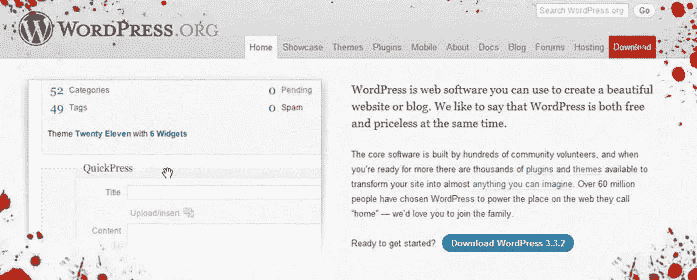 WORDPRESS.ORG
Search WordPress.org Go
Home Showcase Themes Plugins Mobile About Docs Blog Forums Hosting Download
52 Categories 0 Pending
49 Tags 0 Spam
Theme Twenty Eleven with 6 Widgets
QuickPress
Title
Upload/Insert
Content
WordPress is web software you can use to create a beautiful
website or blog. We like to say that WordPress is both free
and priceless at the same time.
The core software is built by hundreds of community volunteers, and when
you're ready for more there are thousands of plugins and themes available to
transform your site into almost anything you can imagine. Over 60 million
people have chosen WordPress to power the place on the web they call
"home" — we'd love you to join the family.
Ready to get started? Download WordPress 3.3.2